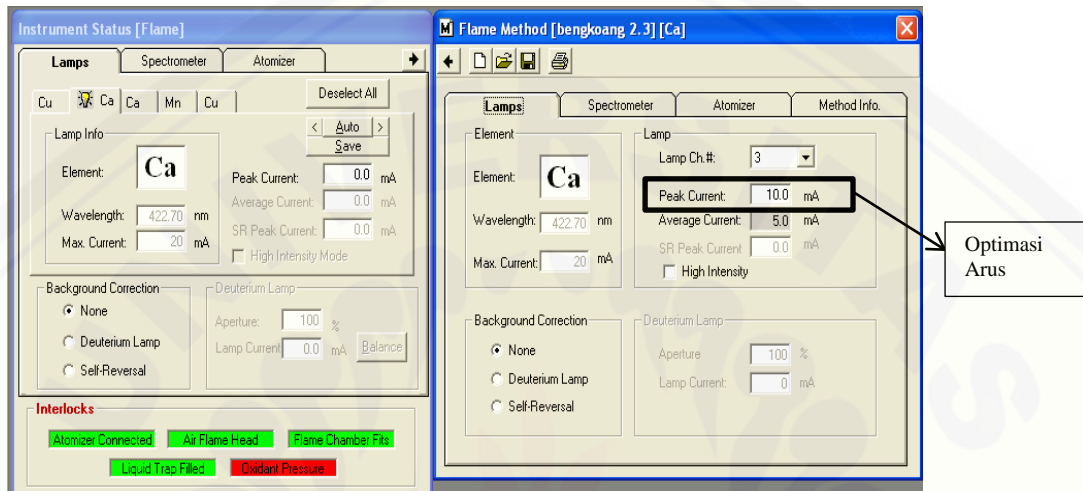 Instrument Status [Flame]
Lamps Spectrometer Atomizer
Cu Ca Ca Mn Cu
Deselect All
Lamp Info
< Auto >
Save
Element: Ca
Peak Current: 0.0 mA
Average Current: 0.0 mA
Wavelength: 422.70 nm
SR Peak Current: 0.0 mA
Max. Current: 20 mA
High Intensity Mode
Background Correction
None
Deuterium Lamp
Self-Reversal
Deuterium Lamp
Aperture: 100 %
Lamp Current 0.0 mA Balance
Interlocks
Atomizer Connected Air Flame Head Flame Chamber Fits
Liquid Trap Filled Oxidant Pressure
M Flame Method [bengkoang 2.3] [Ca]
Lamps Spectrometer Atomizer Method Info.
Element
Element: Ca
Wavelength: 422.70 nm
Max. Current: 20 mA
Lamp
Lamp Ch.#: 3
Peak Current: 10.0 mA
Average Current: 5.0 mA
SR Peak Current 0.0 mA
High Intensity
Background Correction
None
Deuterium Lamp
Self-Reversal
Deuterium Lamp
Aperture 100 %
Lamp Current: 0 mA
Optimasi
Arus